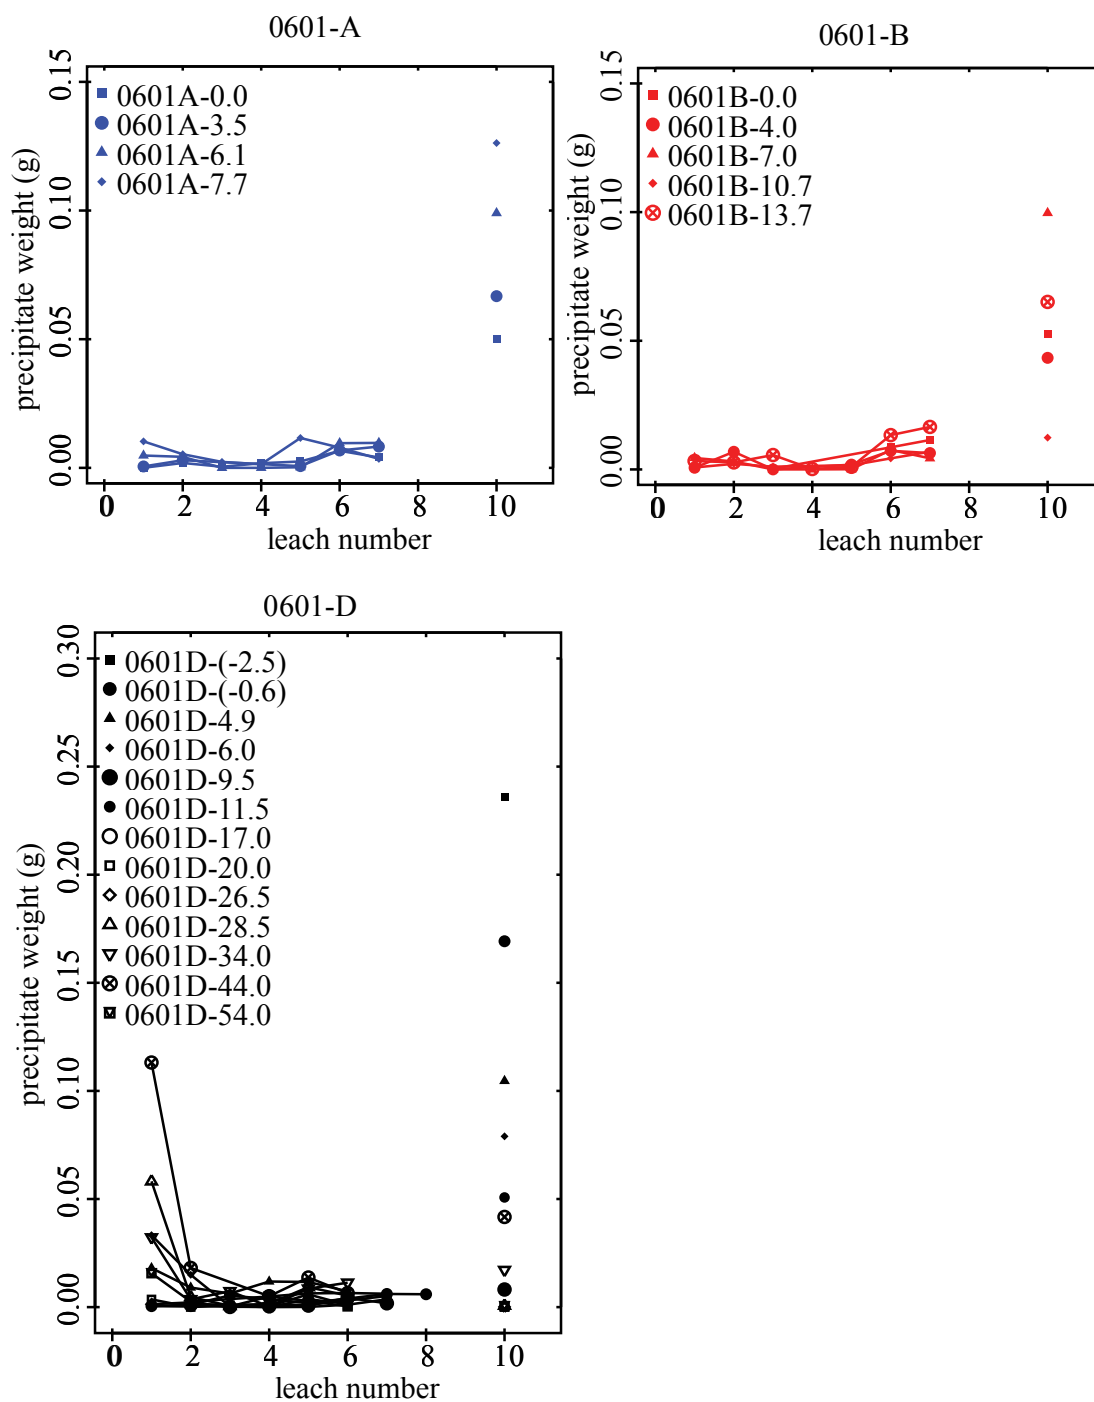 0601-A
0.15
0.10
0.05
0.00
precipitate weight (g)
0601A-0.0
0601A-3.5
0601A-6.1
0601A-7.7
0 2 4 6 8 10
leach number
0601-B
0.15
0.10
0.05
0.00
precipitate weight (g)
0601B-0.0
0601B-4.0
0601B-7.0
0601B-10.7
0601B-13.7
0 2 4 6 8 10
leach number
0601-D
0.30
0.25
0.20
0.15
0.10
0.05
0.00
precipitate weight (g)
0601D-(-2.5)
0601D-(-0.6)
0601D-4.9
0601D-6.0
0601D-9.5
0601D-11.5
0601D-17.0
0601D-20.0
0601D-26.5
0601D-28.5
0601D-34.0
0601D-44.0
0601D-54.0
0 2 4 6 8 10
leach number